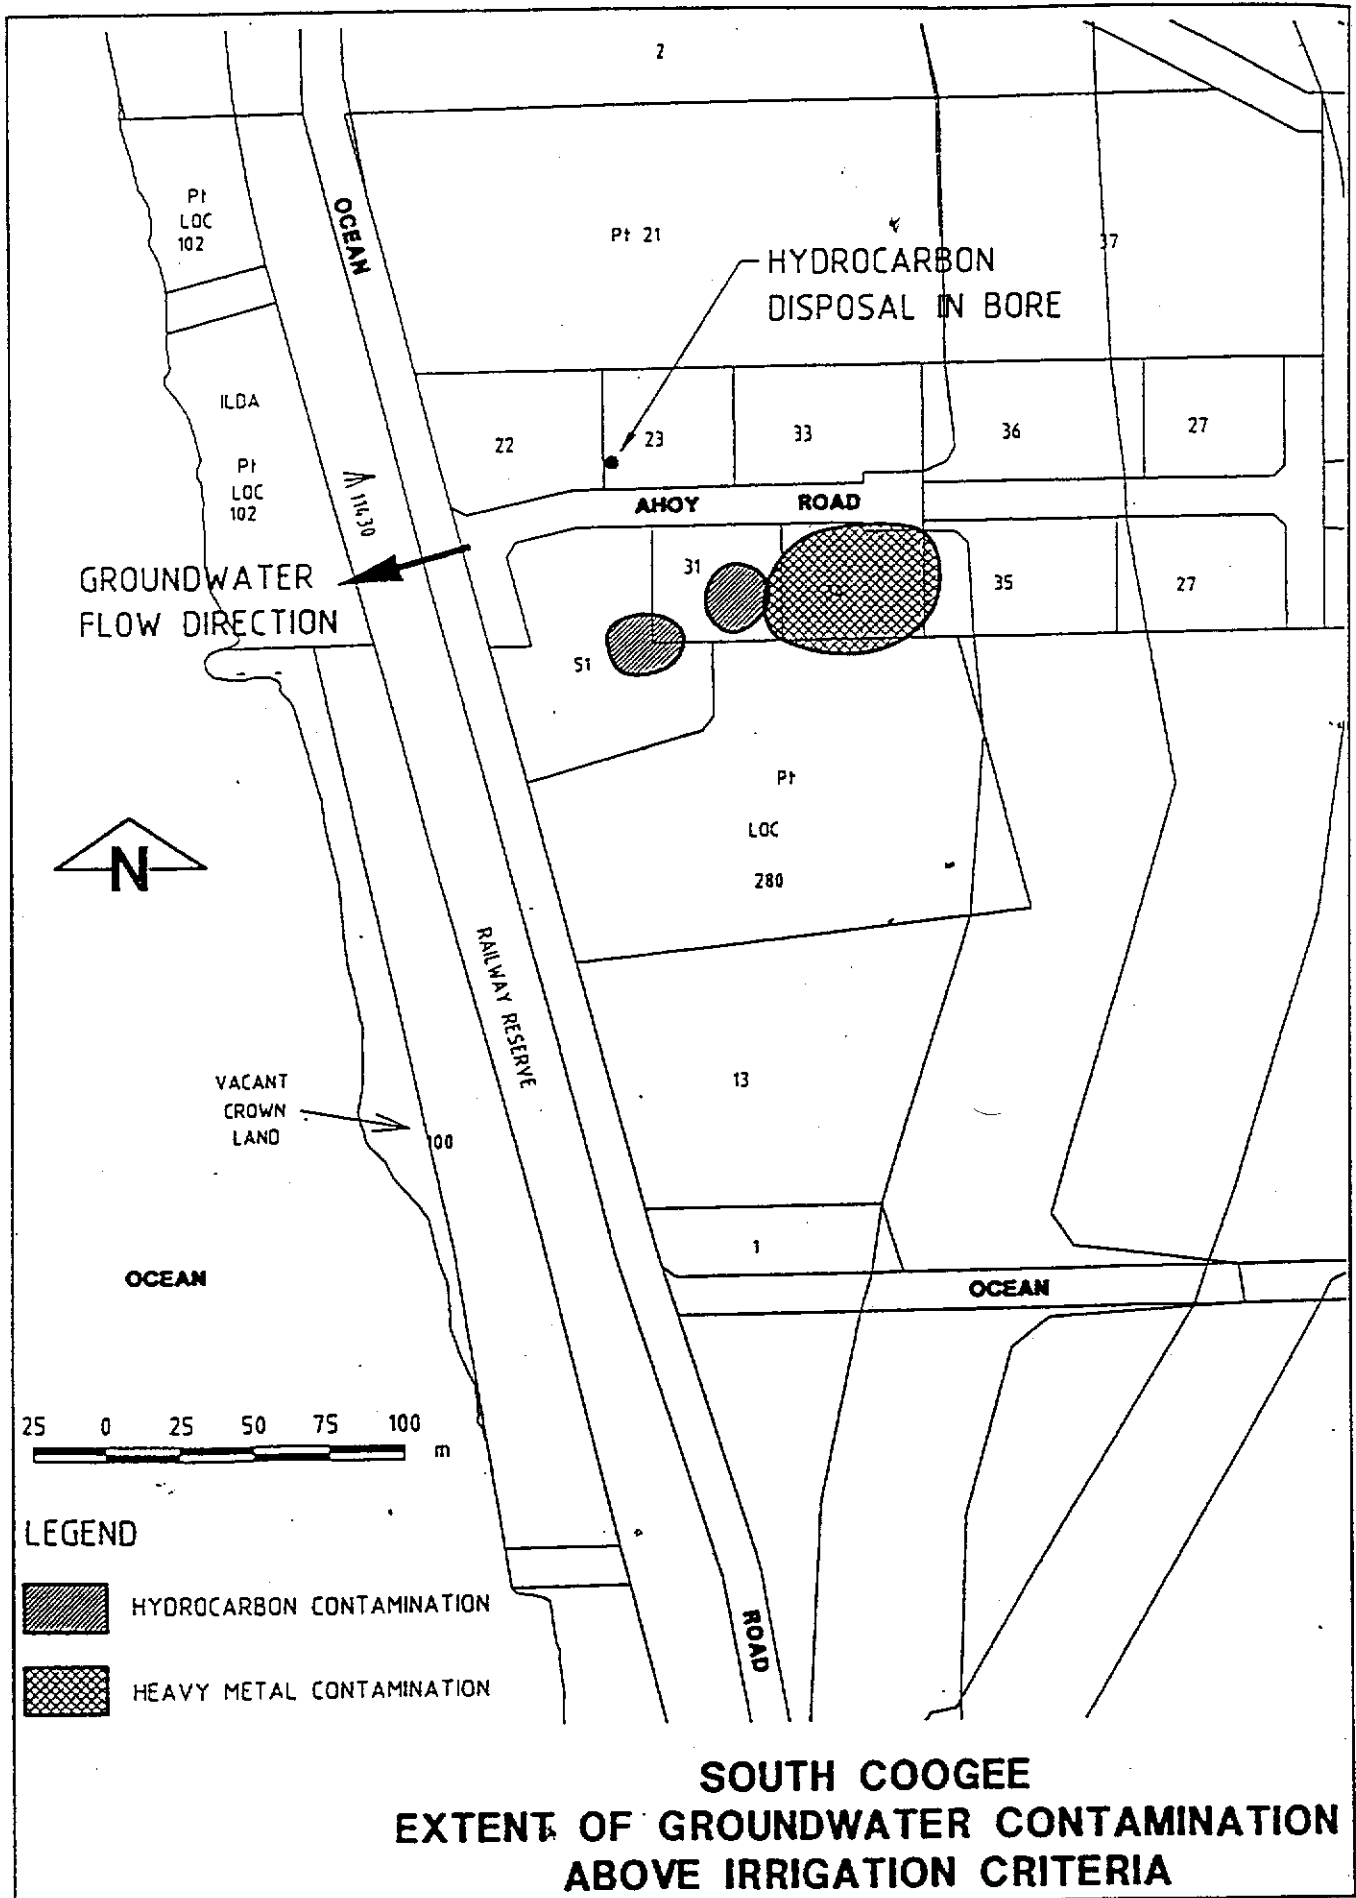 2
Pt
LOC
102
OCEAN
Pt 21
37
HYDROCARBON
DISPOSAL IN BORE
ILDA
22
23
33
36
27
Pt
LOC
102
11430
AHOY ROAD
GROUNDWATER
FLOW DIRECTION
31
35
27
51
Pt
LOC
280
N
RAILWAY RESERVE
VACANT
CROWN
LAND
100
13
1
OCEAN
OCEAN
25 0 25 50 75 100
m
LEGEND
HYDROCARBON CONTAMINATION
HEAVY METAL CONTAMINATION
ROAD
SOUTH COOGEE
EXTENT OF GROUNDWATER CONTAMINATION
ABOVE IRRIGATION CRITERIA